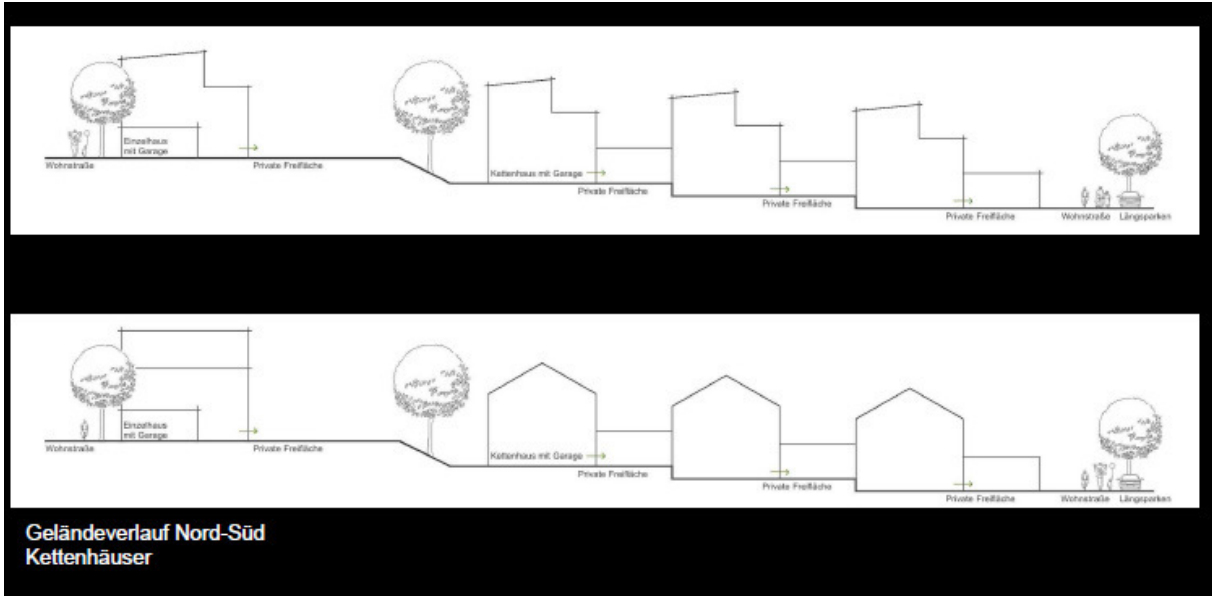 Einzelhaus
mit Garage
Wohnstraße
Private Freifläche
Kettenhaus mit Garage
Private Freifläche
Private Freifläche
Private Freifläche
Wohnstraße
Längsparken
Einzelhaus
mit Garage
Wohnstraße
Private Freifläche
Kettenhaus mit Garage
Private Freifläche
Private Freifläche
Private Freifläche
Wohnstraße
Längsparken
Geländeverlauf Nord-Süd
Kettenhäuser